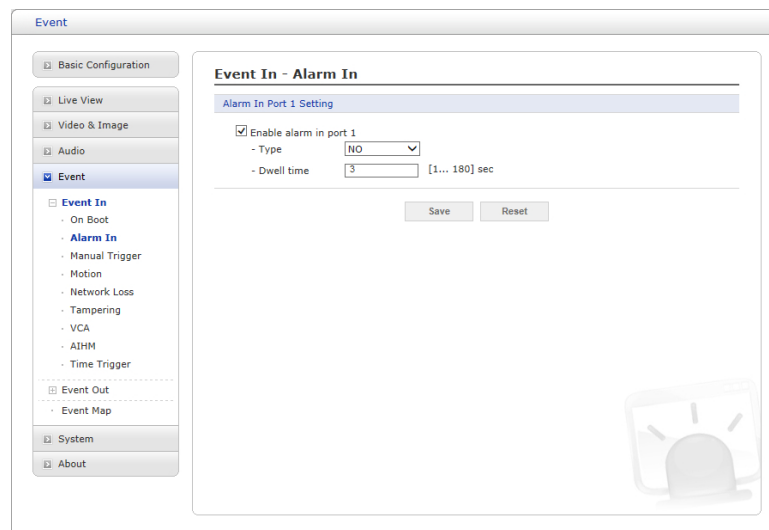 Event
Basic Configuration
Live View
Video & Image
Audio
Event
Event In
On Boot
Alarm In
Manual Trigger
Motion
Network Loss
Tampering
VCA
AIHM
Time Trigger
Event Out
Event Map
System
About
Event In - Alarm In
Alarm In Port 1 Setting
Enable alarm in port 1
- Type NO
- Dwell time 3 [1... 180] sec
Save Reset